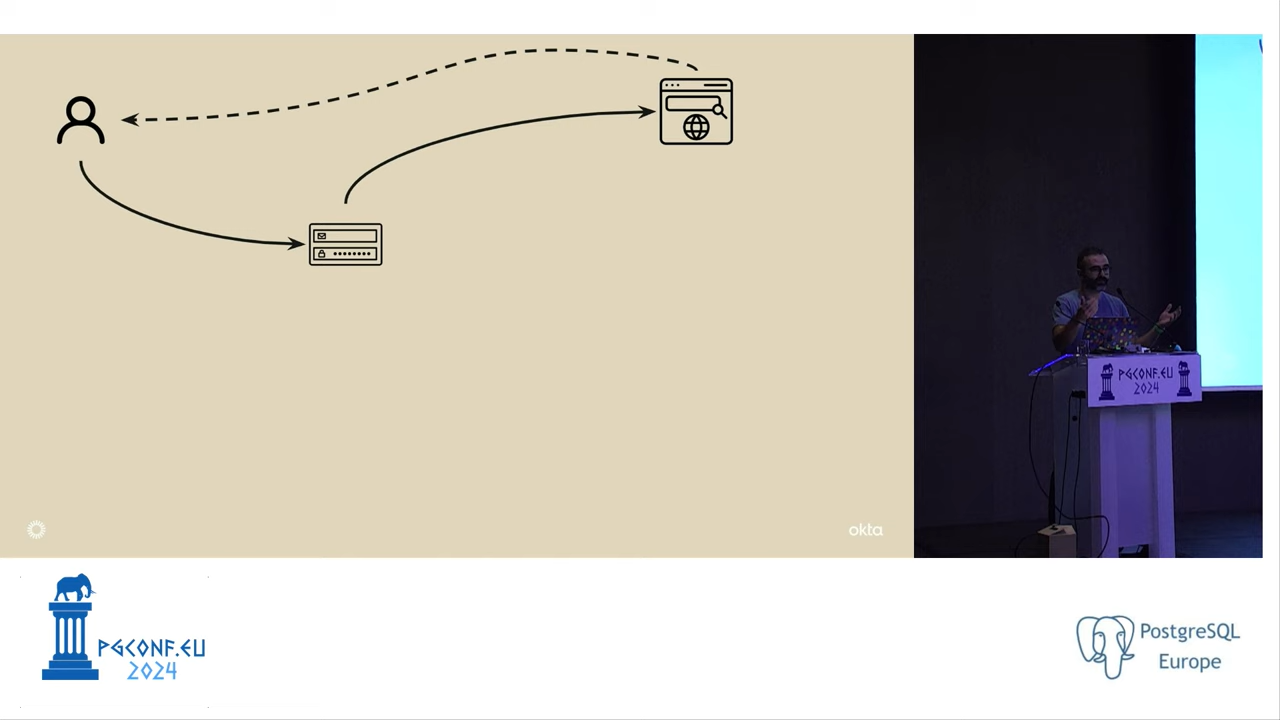 okta
PGCONF.EU
2024
PGCONF.EU
2024
PostgreSQL
Europe